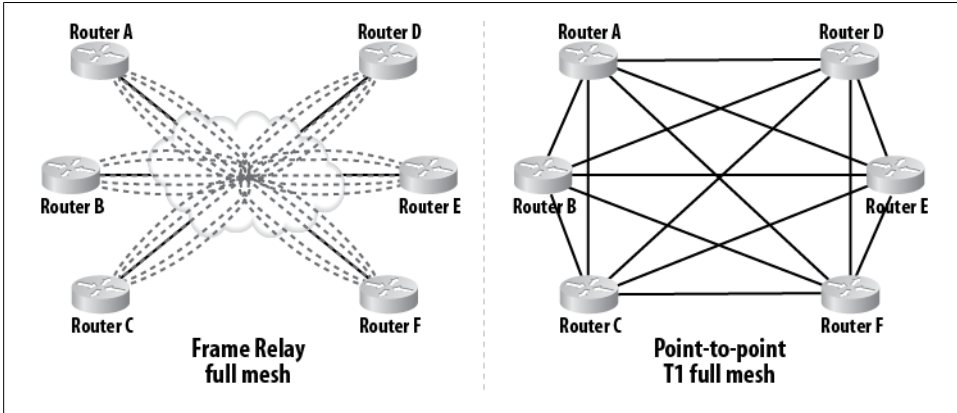 Router A
Router D
Router B
Router E
Router C
Router F
Frame Relay
full mesh
Router A
Router D
Router B
Router E
Router C
Router F
Point-to-point
T1 full mesh